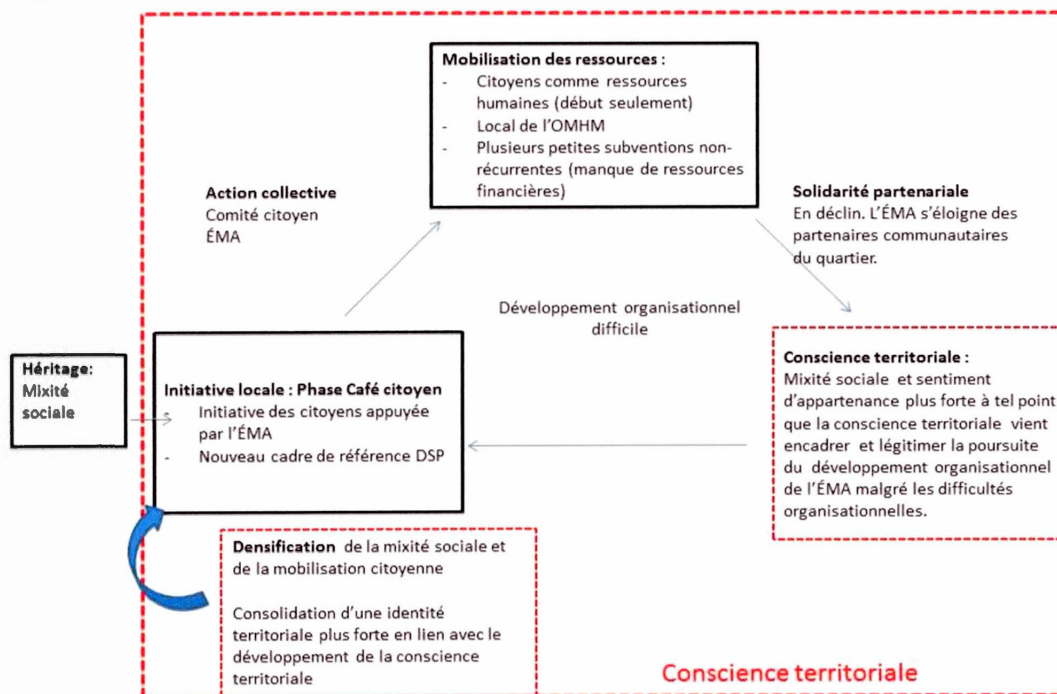 Mobilisation des ressources :
- Citoyens comme ressources
humaines (début seulement)
- Local de l'OMHM
- Plusieurs petites subventions non-
récurrentes (manque de ressources
financières)
Action collective
Comité citoyen
ÉMA
Solidarité partenariale
En déclin. L'ÉMA s'éloigne des
partenaires communautaires
du quartier.
Développement organisationnel
difficile
Héritage:
Mixité
sociale
Initiative locale : Phase Café citoyen
- Initiative des citoyens appuyée
par l'ÉMA
- Nouveau cadre de référence DSP
Conscience territoriale :
Mixité sociale et sentiment
d'appartenance plus forte à tel point
que la conscience territoriale vient
encadrer et légitimer la poursuite
du développement organisationnel
de l'ÉMA malgré les difficultés
organisationnelles.
Densification de la mixité sociale et
de la mobilisation citoyenne
Consolidation d'une identité
territoriale plus forte en lien avec le
développement de la conscience
territoriale
Conscience territoriale